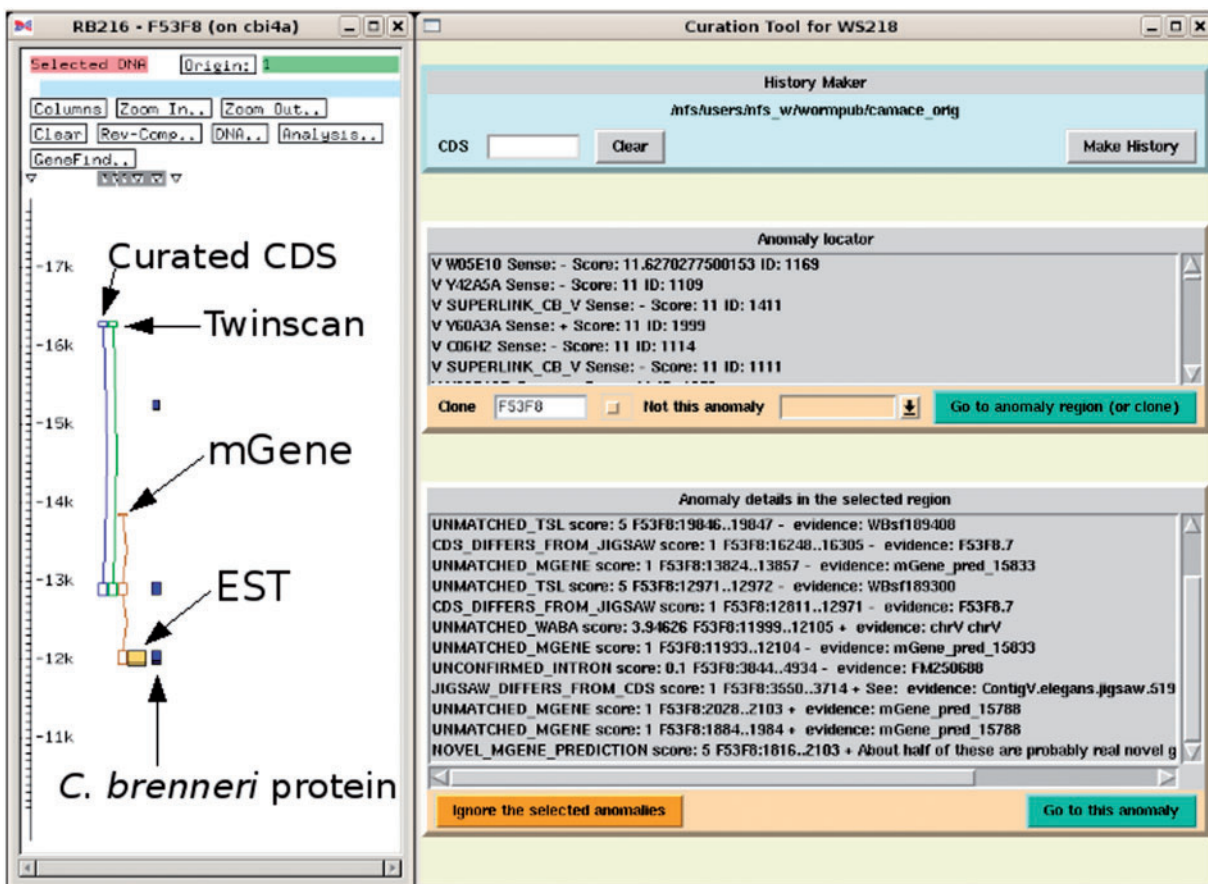 RB216 - F53F8 (on cbi4a)
Selected DNA Origin: 1
Columns Zoom In.. Zoom Out..
Clear Rev-Comp.. DNA.. Analysis..
GeneFind..
Curated CDS
-17k
Twinscan
-16k
-15k
mGene
-14k
EST
-13k
-12k
-11k
C. brenneri protein
Curation Tool for WS218
History Maker
/nfs/users/nfs_w/wormpub/camace_orig
CDS Clear Make History
Anomaly locator
V W05E10 Sense: - Score: 11.6270277500153 ID: 1169
V Y42A5A Sense: - Score: 11 ID: 1109
V SUPERLINK_CB_V Sense: - Score: 11 ID: 1411
V Y60A3A Sense: + Score: 11 ID: 1999
V C06H2 Sense: - Score: 11 ID: 1114
V SUPERLINK_CB_V Sense: - Score: 11 ID: 1111
Clone F53F8 Not this anomaly Go to anomaly region (or clone)
Anomaly details in the selected region
UNMATCHED_TSL score: 5 F53F8:19846..19847 - evidence: WBsf189408
CDS_DIFFERS_FROM_JIGSAW score: 1 F53F8:16248..16305 - evidence: F53F8.7
UNMATCHED_MGENE score: 1 F53F8:13824..13857 - evidence: mGene_pred_15833
UNMATCHED_TSL score: 5 F53F8:12971..12972 - evidence: WBsf189300
CDS_DIFFERS_FROM_JIGSAW score: 1 F53F8:12811..12971 - evidence: F53F8.7
UNMATCHED_WABA score: 3.94626 F53F8:11999..12105 + evidence: chrV chrV
UNMATCHED_MGENE score: 1 F53F8:11933..12104 - evidence: mGene_pred_15833
UNCONFIRMED_INTRON score: 0.1 F53F8:3844..4934 - evidence: FM250688
JIGSAW_DIFFERS_FROM_CDS score: 1 F53F8:3550..3714 + See: evidence: ContigV.elegans.jigsaw.519
UNMATCHED_MGENE score: 1 F53F8:2028..2103 + evidence: mGene_pred_15788
UNMATCHED_MGENE score: 1 F53F8:1884..1984 + evidence: mGene_pred_15788
NOVEL_MGENE_PREDICTION score: 5 F53F8:1816..2103 + About half of these are probably real novel g
Ignore the selected anomalies Go to this anomaly